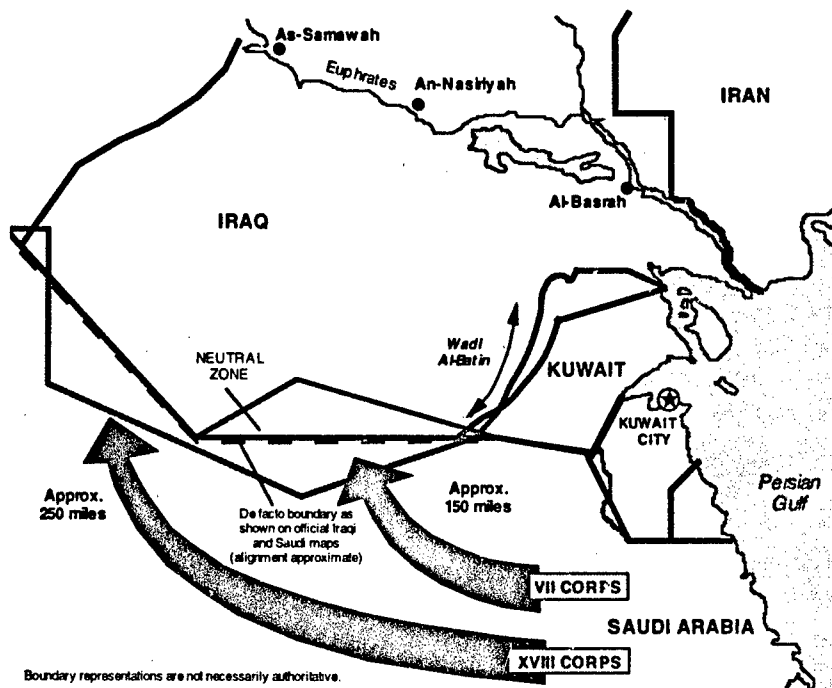 As-Samawah
Euphrates
An-Nasiriyah
IRAN
Al-Basrah
IRAQ
Wadi
Al-Batin
NEUTRAL
ZONE
KUWAIT
KUWAIT
CITY
Persian
Gulf
Approx.
250 miles
De facto boundary as
shown on official Iraqi
and Saudi maps
(alignment approximate)
Approx.
150 miles
VII CORPS
SAUDI ARABIA
XVIII CORPS
Boundary representations are not necessarily authoritative.